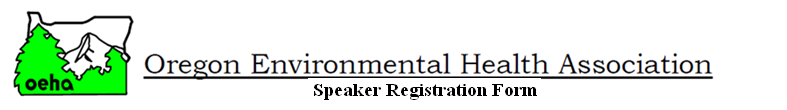 oeha
Oregon Environmental Health Association
Speaker Registration Form